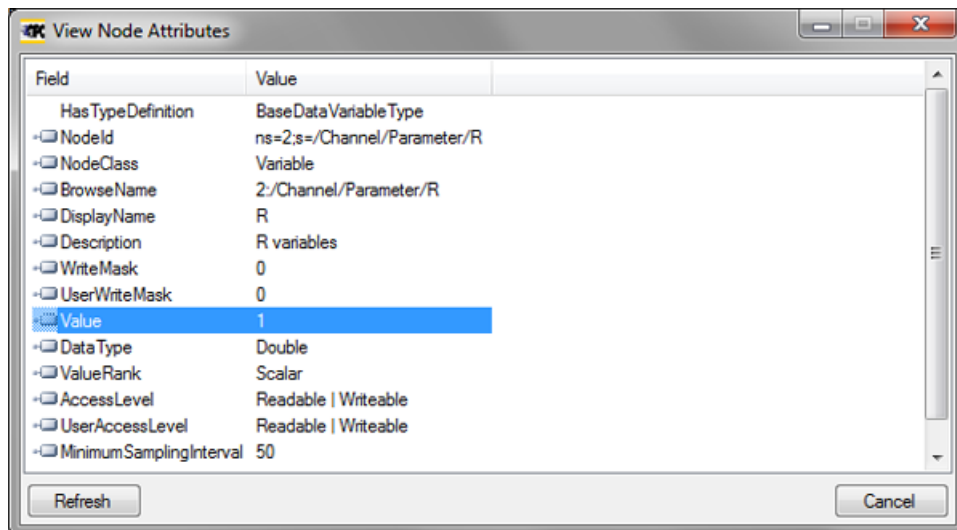 View Node Attributes
Field Value
HasTypeDefinition BaseDataVariableType
NodeId ns=2;s=/Channel/Parameter/R
NodeClass Variable
BrowseName 2:/Channel/Parameter/R
DisplayName R
Description R variables
WriteMask 0
UserWriteMask 0
Value 1
DataType Double
ValueRank Scalar
AccessLevel Readable | Writeable
UserAccessLevel Readable | Writeable
MinimumSamplingInterval 50
Refresh Cancel